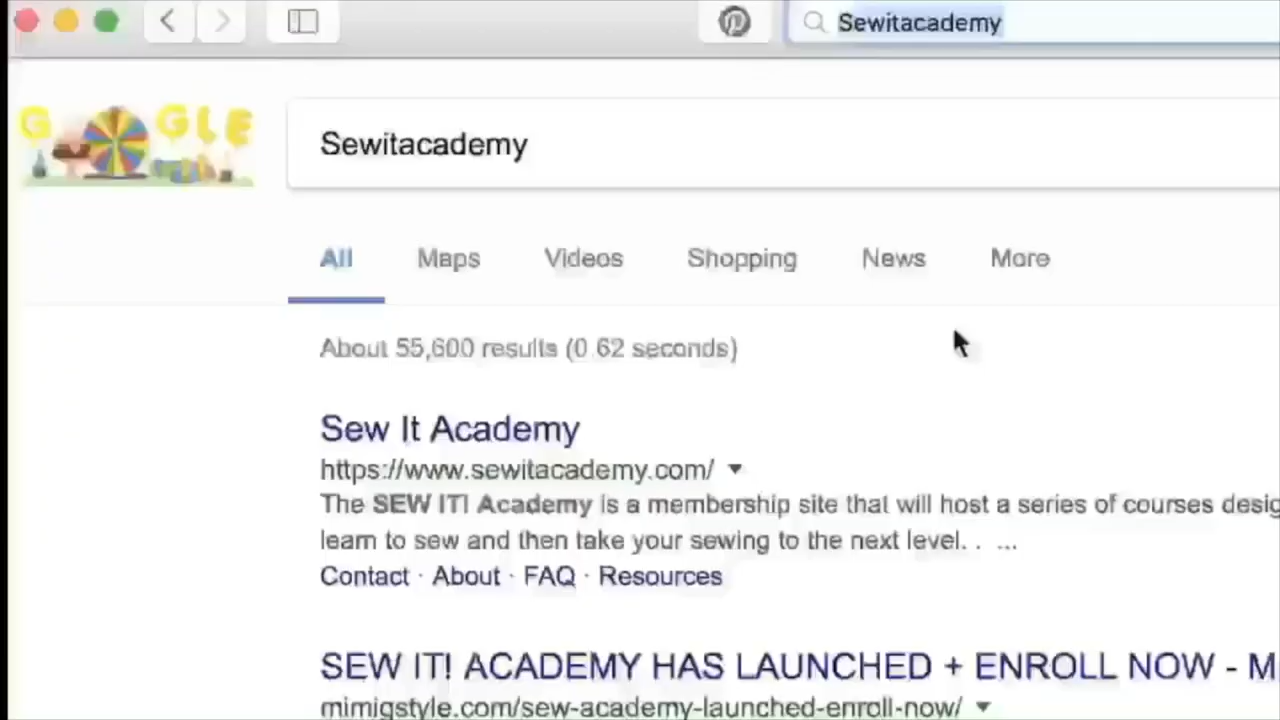 Sewitacademy
GOOGLE
Sewitacademy
All Maps Videos Shopping News More
About 55,600 results (0.62 seconds)
Sew It Academy
https://www.sewitacademy.com/
The SEW IT! Academy is a membership site that will host a series of courses desig
learn to sew and then take your sewing to the next level. . ...
Contact · About · FAQ · Resources
SEW IT! ACADEMY HAS LAUNCHED + ENROLL NOW - M
mimigstyle.com/sew-academy-launched-enroll-now/